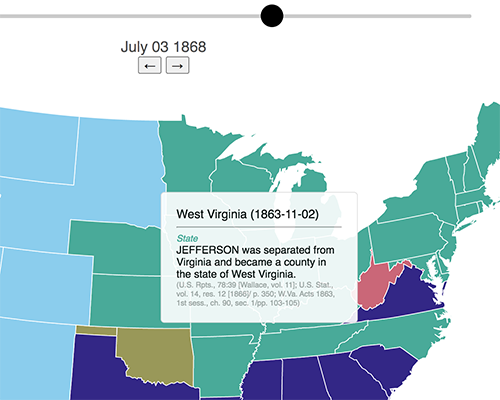 July 03 1868
← →
West Virginia (1863-11-02)
State
JEFFERSON was separated from
Virginia and became a county in
the state of West Virginia.
(U.S. Rpts., 78:39 [Wallace, vol. 11]; U.S. Stat.,
vol. 14, res. 12 [1866]/ p. 350; W.Va. Acts 1863,
1st sess., ch. 90, sec. 1/pp. 103-105)